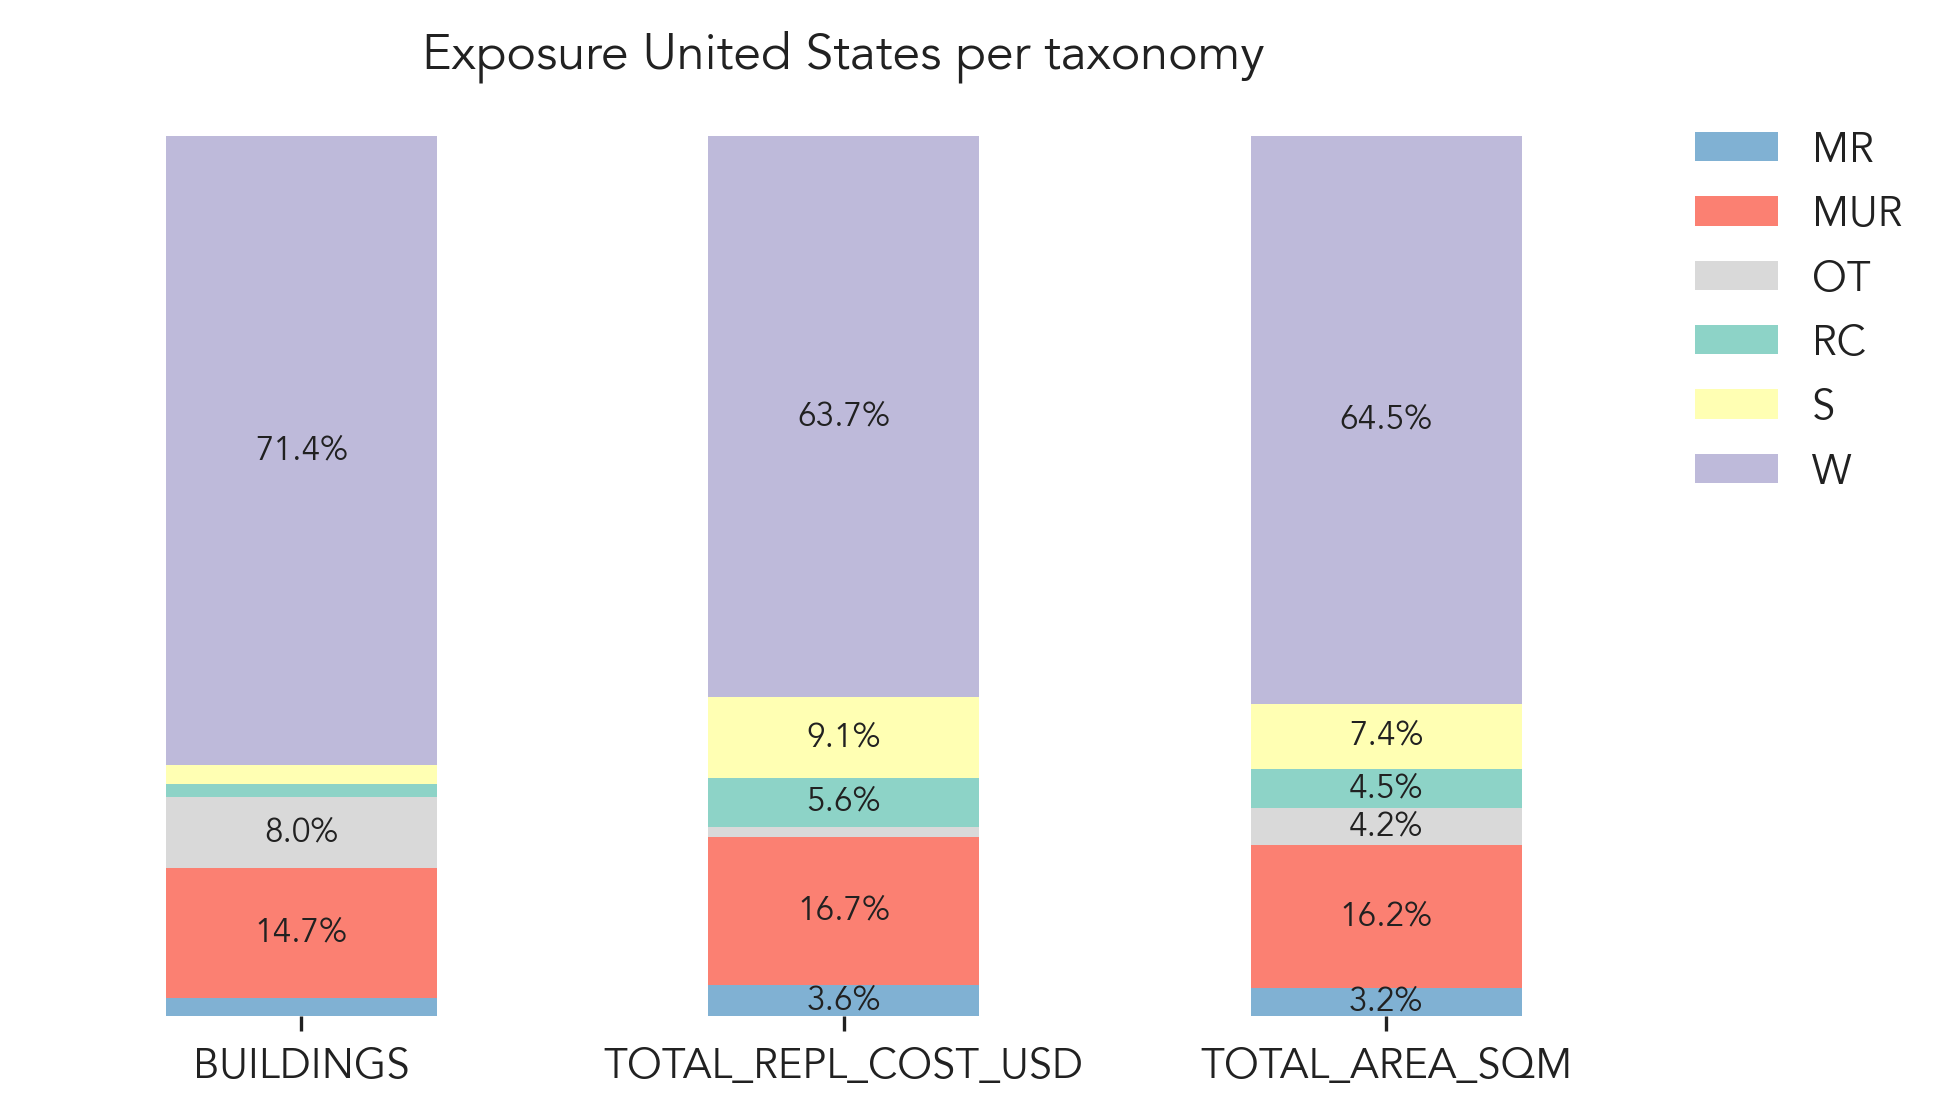 Exposure United States per taxonomy
71.4%
8.0%
14.7%
63.7%
9.1%
5.6%
16.7%
3.6%
64.5%
7.4%
4.5%
4.2%
16.2%
3.2%
BUILDINGS
TOTAL_REPL_COST_USD
TOTAL_AREA_SQM
MR
MUR
OT
RC
S
W